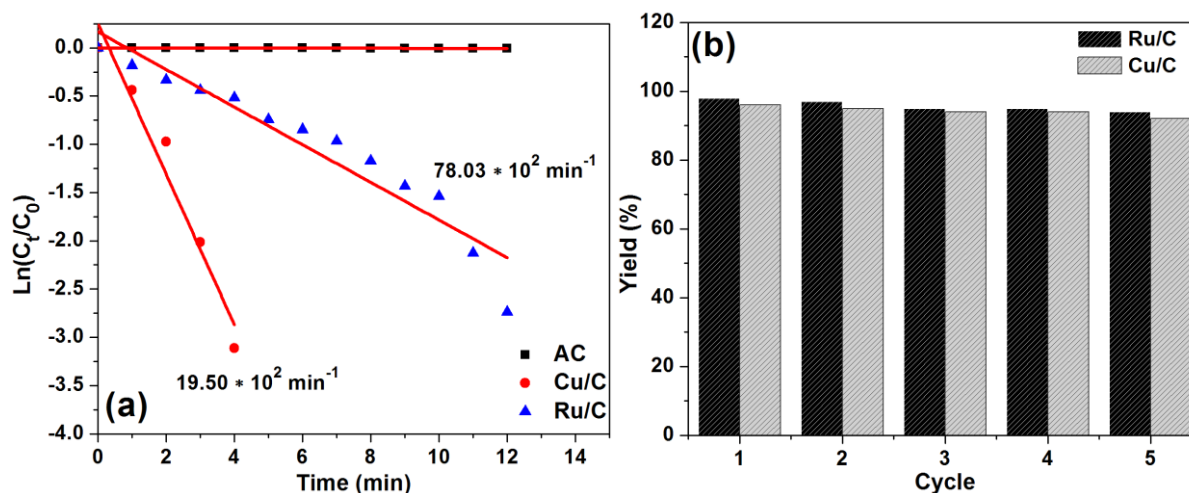 (a)
0.0
-0.5
-1.0
-1.5
-2.0
-2.5
-3.0
-3.5
-4.0
Ln(Cₜ/C₀)
78.03 * 10² min⁻¹
19.50 * 10² min⁻¹
AC
Cu/C
Ru/C
0 2 4 6 8 10 12 14
Time (min)
(b)
120
100
80
60
40
20
0
Yield (%)
Ru/C
Cu/C
1 2 3 4 5
Cycle